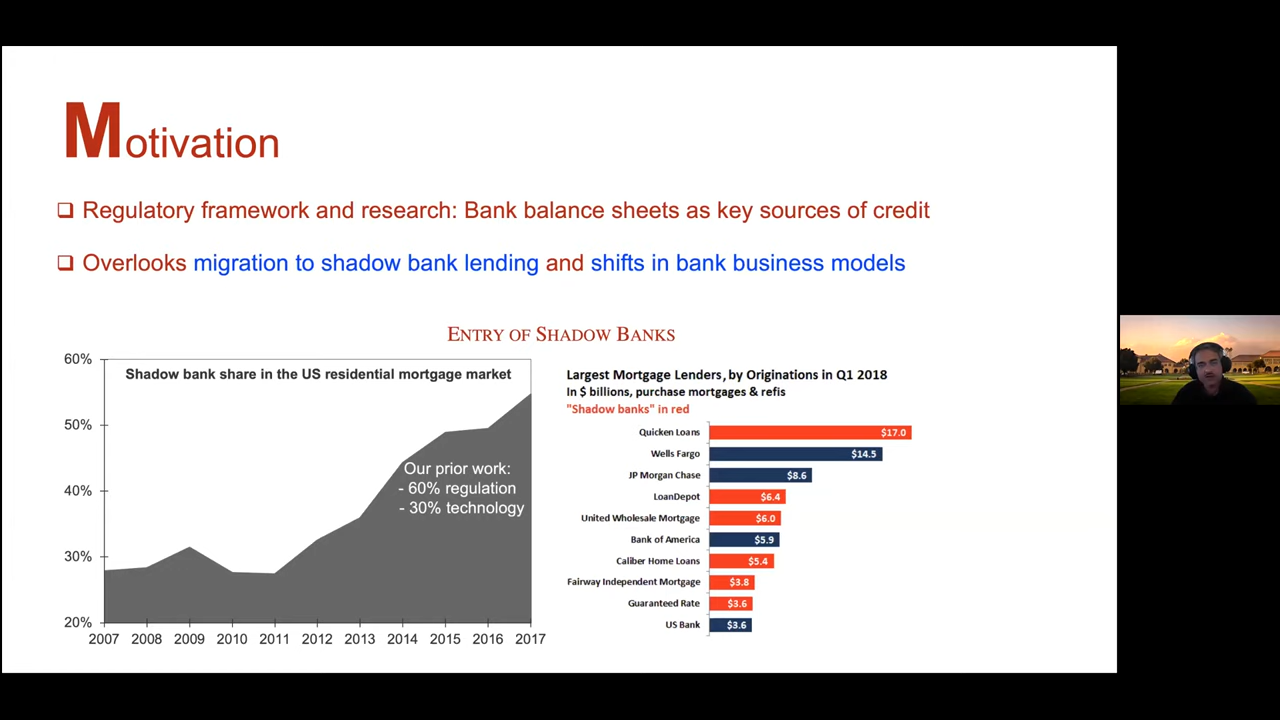 Motivation
❑ Regulatory framework and research: Bank balance sheets as key sources of credit
❑ Overlooks migration to shadow bank lending and shifts in bank business models
ENTRY OF SHADOW BANKS
Shadow bank share in the US residential mortgage market
60%
50%
40%
30%
20%
Our prior work:
- 60% regulation
- 30% technology
2007 2008 2009 2010 2011 2012 2013 2014 2015 2016 2017
Largest Mortgage Lenders, by Originations in Q1 2018
In $ billions, purchase mortgages & refis
"Shadow banks" in red
Quicken Loans $17.0
Wells Fargo $14.5
JP Morgan Chase $8.6
LoanDepot $6.4
United Wholesale Mortgage $6.0
Bank of America $5.9
Caliber Home Loans $5.4
Fairway Independent Mortgage $3.8
Guaranteed Rate $3.6
US Bank $3.6